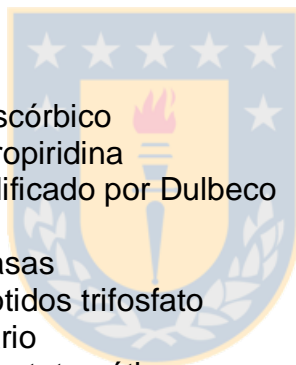 scórbico
ropiridina
dificado por Dulbeco
asas
ótidos trifosfato
rio